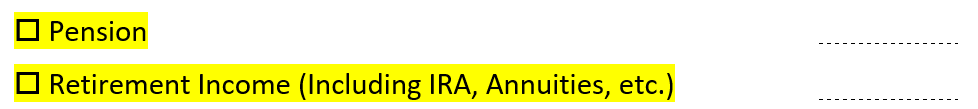 ☐ Pension
☐ Retirement Income (Including IRA, Annuities, etc.)